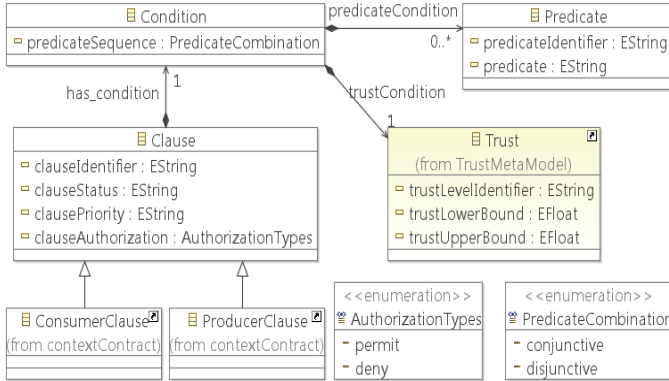 Condition
predicateSequence : PredicateCombination
predicateCondition
0..*
Predicate
predicateIdentifier : EString
predicate : EString
has_condition
1
trustCondition
1
Clause
clauseIdentifier : EString
clauseStatus : EString
clausePriority : EString
clauseAuthorization : AuthorizationTypes
Trust
(from TrustMetaModel)
trustLevelIdentifier : EString
trustLowerBound : EFloat
trustUpperBound : EFloat
ConsumerClause
(from contextContract)
ProducerClause
(from contextContract)
<<enumeration>>
AuthorizationTypes
permit
deny
<<enumeration>>
PredicateCombination
conjunctive
disjunctive